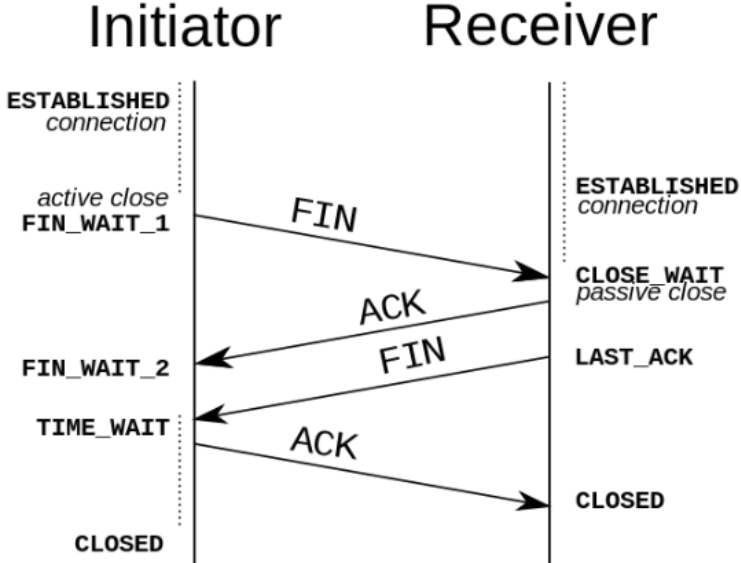 Initiator
Receiver
ESTABLISHED
connection
active close
FIN_WAIT_1
FIN
ESTABLISHED
connection
CLOSE_WAIT
passive close
ACK
FIN
FIN_WAIT_2
LAST_ACK
TIME_WAIT
ACK
CLOSED
CLOSED